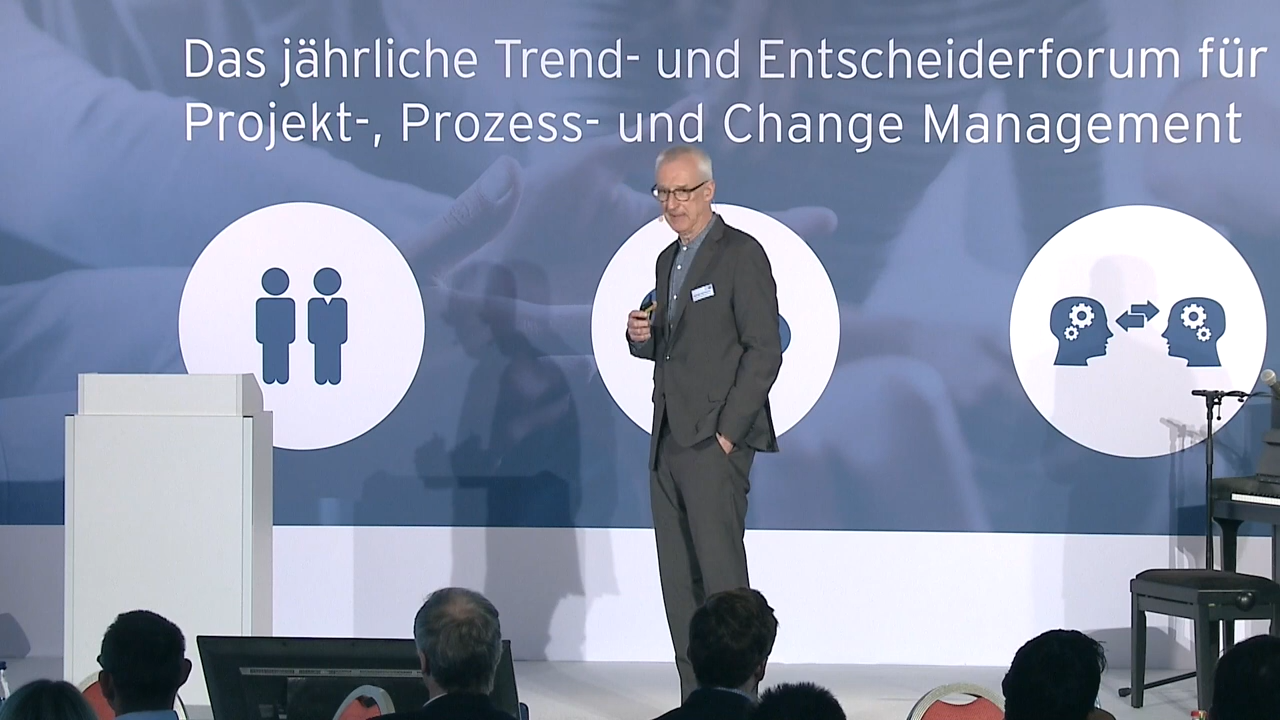 Das jährliche Trend- und Entscheiderforum für
Projekt-, Prozess- und Change Management